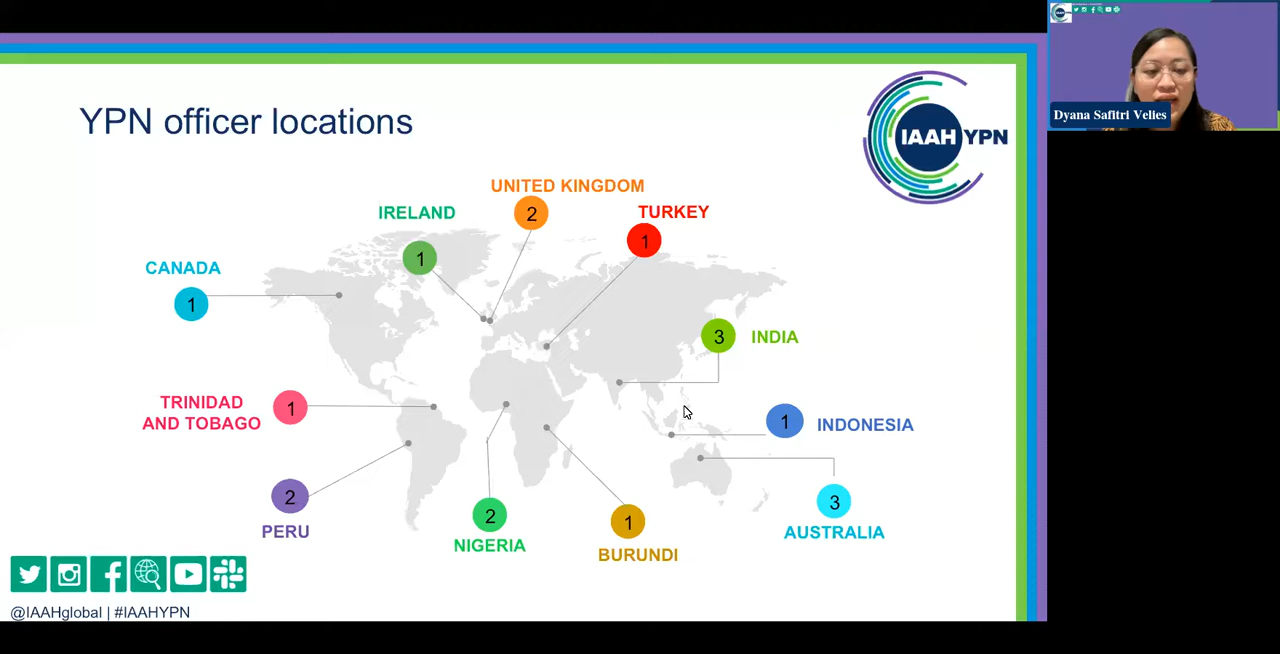 YPN officer locations
IAAH YPN
UNITED KINGDOM
2
IRELAND
1
TURKEY
1
CANADA
1
3
INDIA
TRINIDAD
AND TOBAGO
1
1
INDONESIA
2
PERU
2
NIGERIA
1
BURUNDI
3
AUSTRALIA
@IAAHglobal | #IAAHYPN
Dyana Safitri Velies